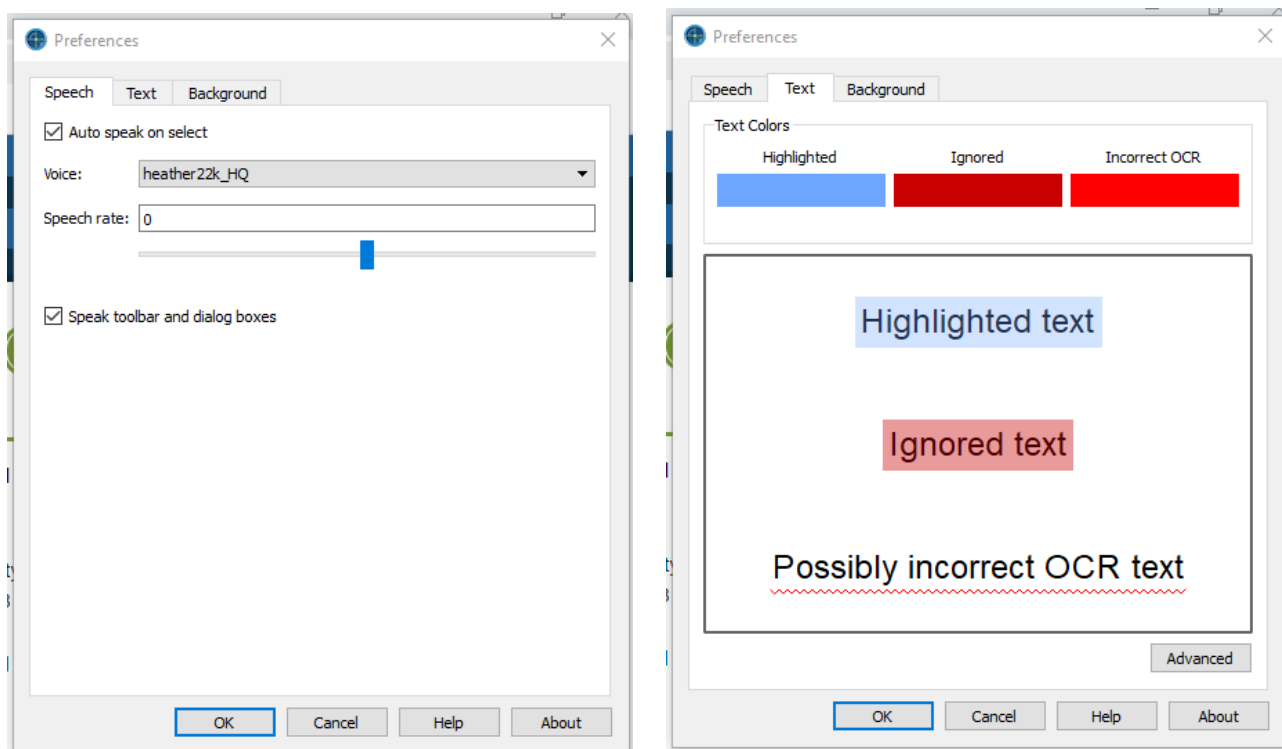 Preferences
Speech Text Background
Auto speak on select
Voice: heather22k_HQ
Speech rate: 0
Speak toolbar and dialog boxes
OK Cancel Help About
Preferences
Speech Text Background
Text Colors
Highlighted Ignored Incorrect OCR
Highlighted text
Ignored text
Possibly incorrect OCR text
Advanced
OK Cancel Help About